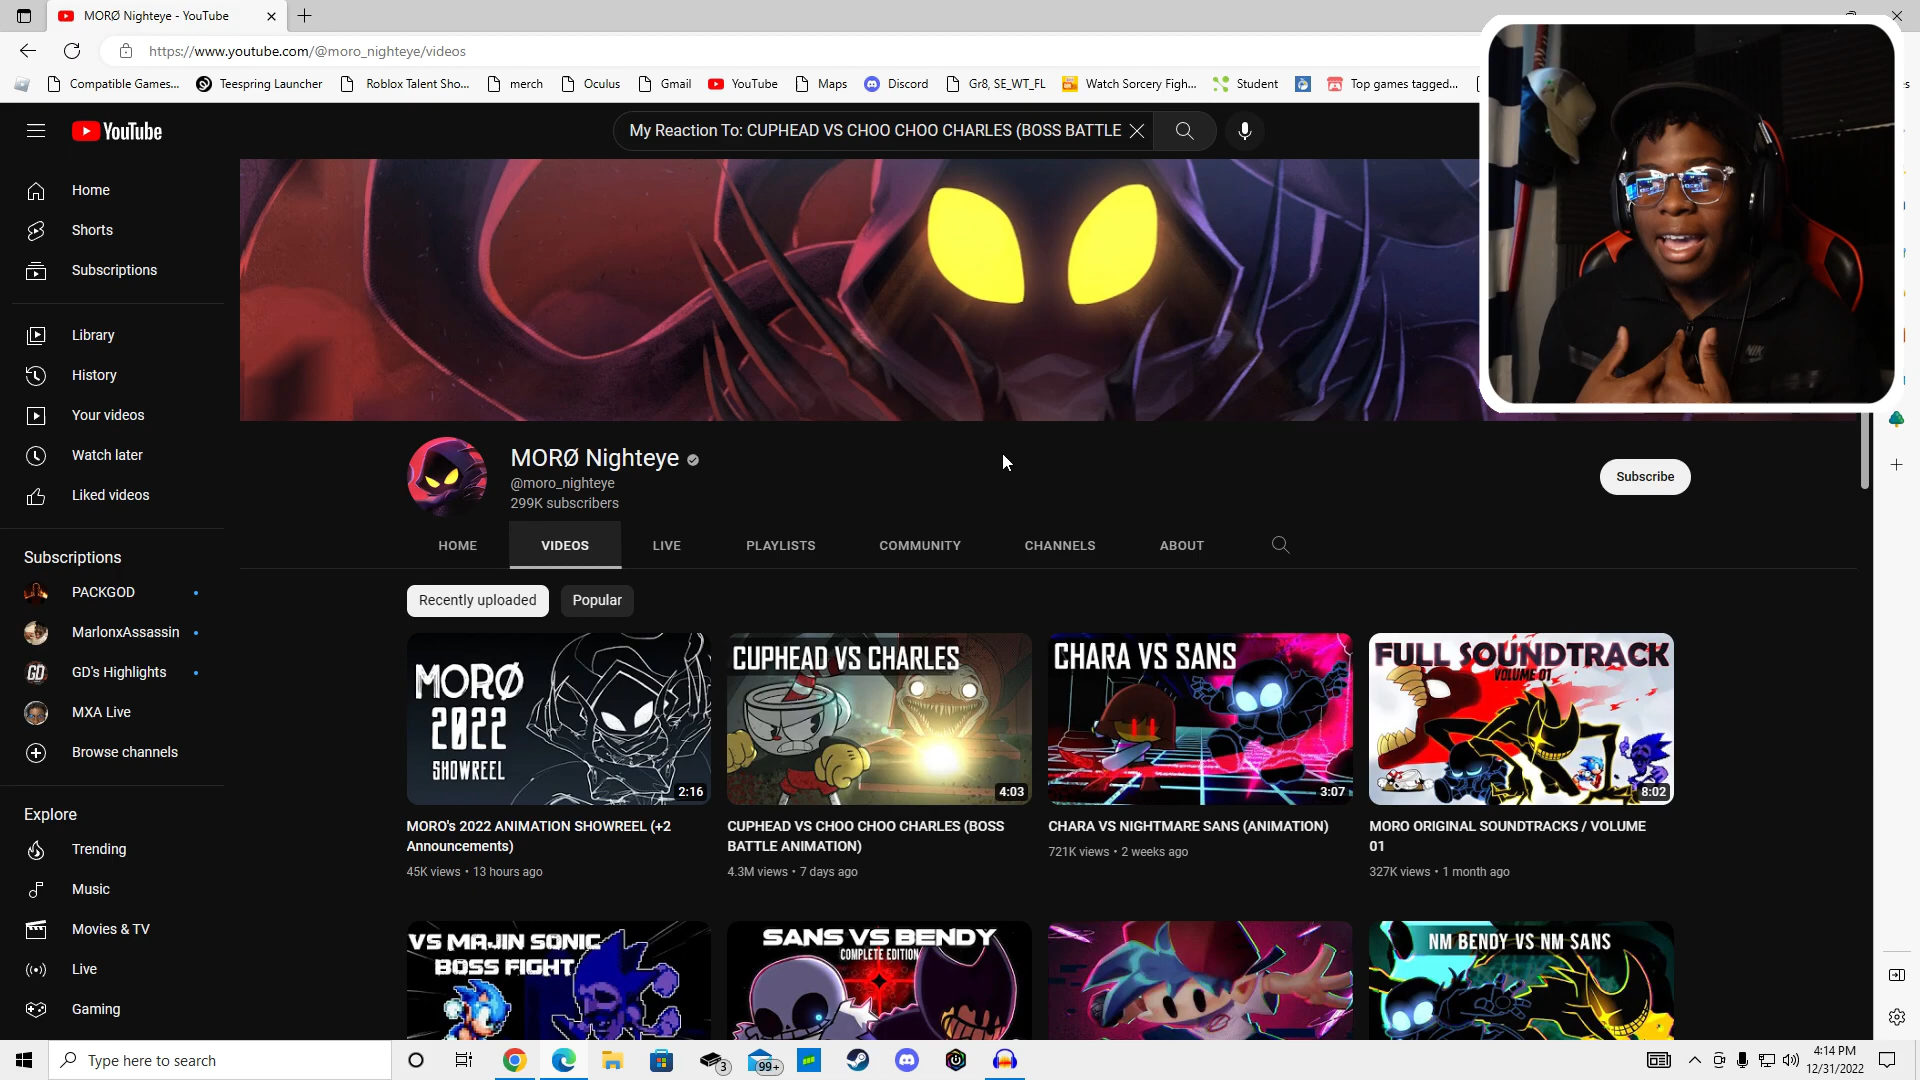 MORØ Nighteye - YouTube
https://www.youtube.com/@moro_nighteye/videos
Compatible Games... Teespring Launcher Roblox Talent Sho... merch Oculus Gmail YouTube Maps Discord Gr8, SE_WT_FL Watch Sorcery Figh... Student Top games tagged...
YouTube
My Reaction To: CUPHEAD VS CHOO CHOO CHARLES (BOSS BATTLE
Home
Shorts
Subscriptions
Library
History
Your videos
Watch later
Liked videos
Subscriptions
PACKGOD
MarlonxAssassin
GD's Highlights
MXA Live
Browse channels
Explore
Trending
Music
Movies & TV
Live
Gaming
NIKE
MORØ Nighteye
@moro_nighteye
299K subscribers
Subscribe
HOME VIDEOS LIVE PLAYLISTS COMMUNITY CHANNELS ABOUT
Recently uploaded Popular
MORØ
2022
SHOWREEL
2:16
MORO's 2022 ANIMATION SHOWREEL (+2
Announcements)
45K views • 13 hours ago
CUPHEAD VS CHARLES
4:03
CUPHEAD VS CHOO CHOO CHARLES (BOSS
BATTLE ANIMATION)
4.3M views • 7 days ago
CHARA VS SANS
3:07
CHARA VS NIGHTMARE SANS (ANIMATION)
721K views • 2 weeks ago
FULL SOUNDTRACK
VOLUME 01
8:02
MORO ORIGINAL SOUNDTRACKS / VOLUME
01
327K views • 1 month ago
VS MAJIN SONIC
BOSS FIGHT
SANS VS BENDY
COMPLETE EDITION
NM BENDY VS NM SANS
Type here to search
3
99+
4:14 PM
12/31/2022